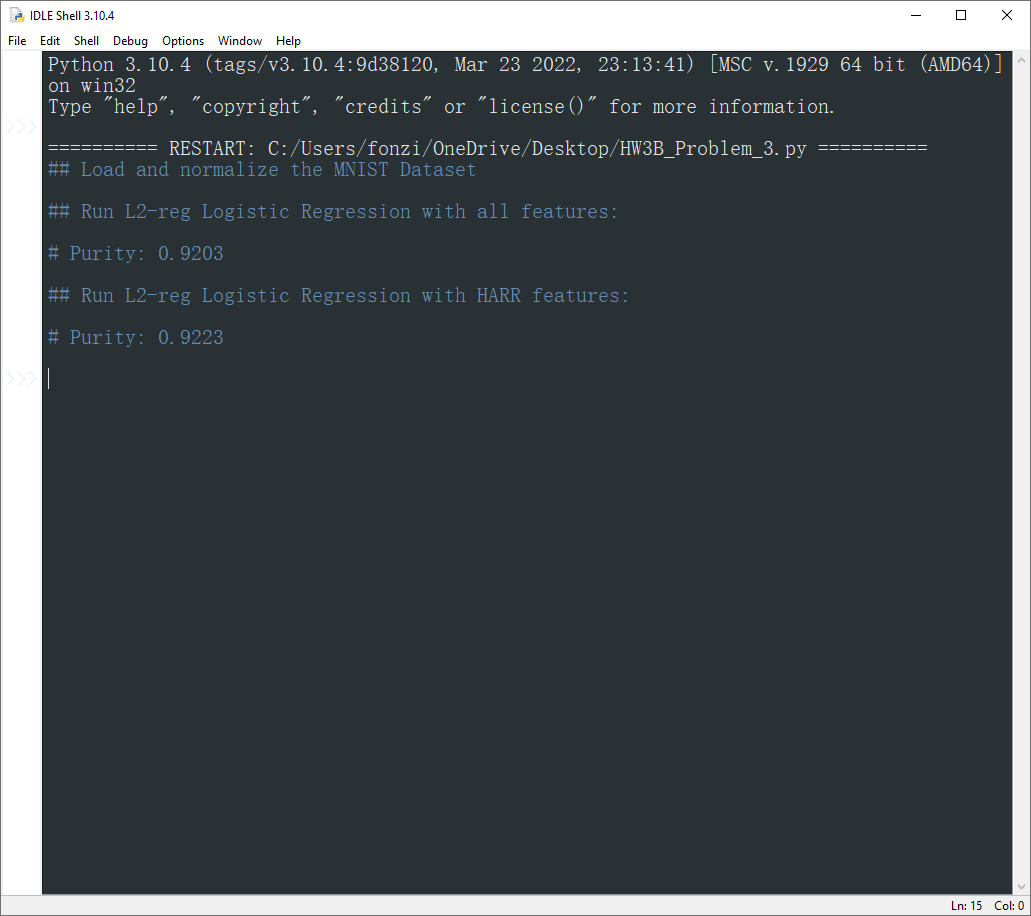 IDLE Shell 3.10.4
File Edit Shell Debug Options Window Help
Python 3.10.4 (tags/v3.10.4:9d38120, Mar 23 2022, 23:13:41) [MSC v.1929 64 bit (AMD64)]
on win32
Type "help", "copyright", "credits" or "license()" for more information.
>>>
========== RESTART: C:/Users/fonzi/OneDrive/Desktop/HW3B_Problem_3.py ==========
## Load and normalize the MNIST Dataset
## Run L2-reg Logistic Regression with all features:
# Purity: 0.9203
## Run L2-reg Logistic Regression with HARR features:
# Purity: 0.9223
>>>
Ln: 15 Col: 0